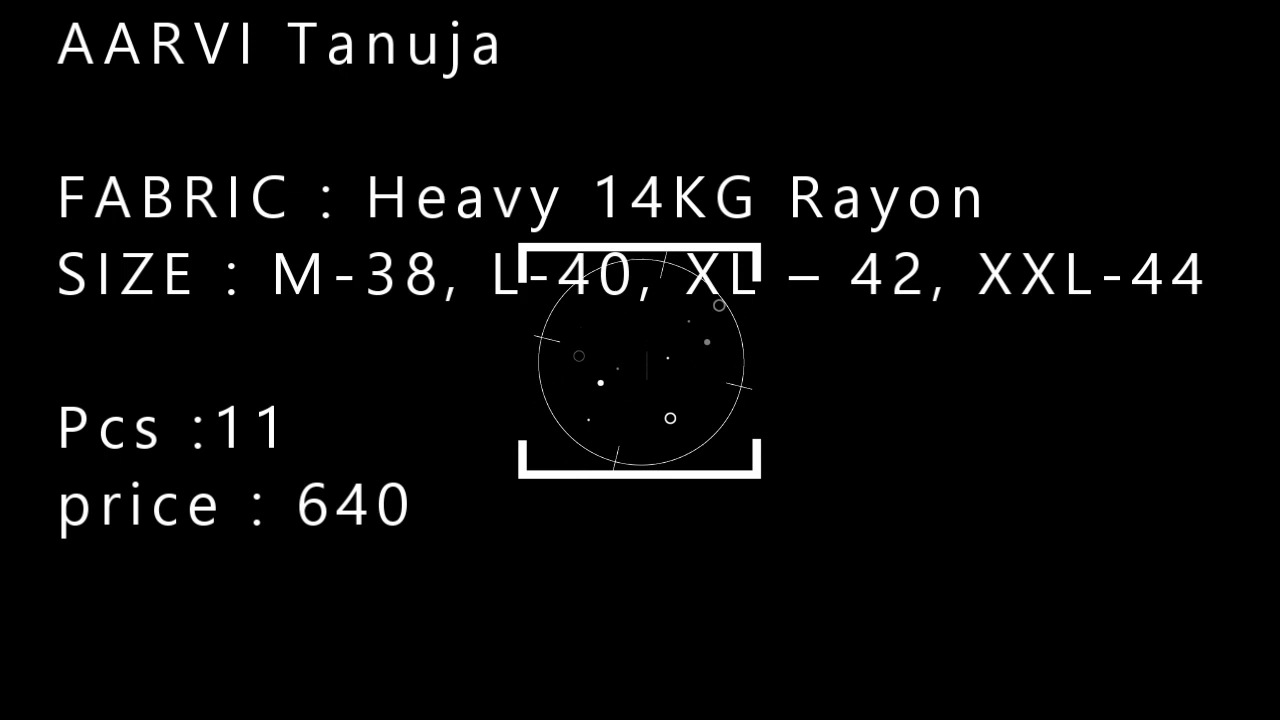 AARVI Tanuja
FABRIC : Heavy 14KG Rayon
SIZE : M-38, L-40, XL – 42, XXL-44
Pcs :11
price : 640